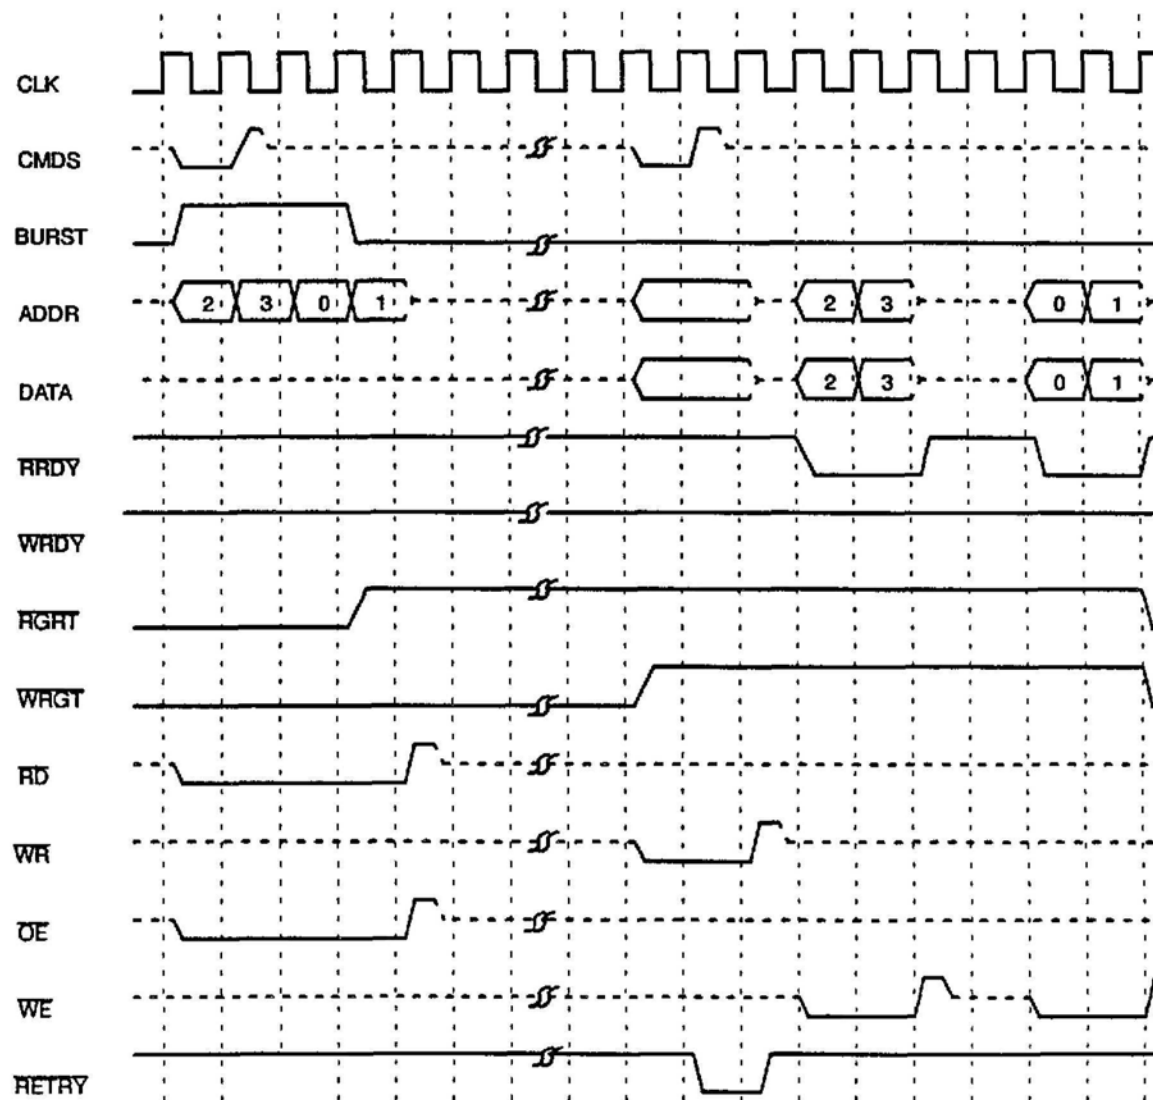 CLK
CMDS
BURST
ADDR 2 3 0 1 2 3 0 1
DATA 2 3 0 1
RRDY
WRDY
RGRT
WRGT
RD
WR
OE
WE
RETRY